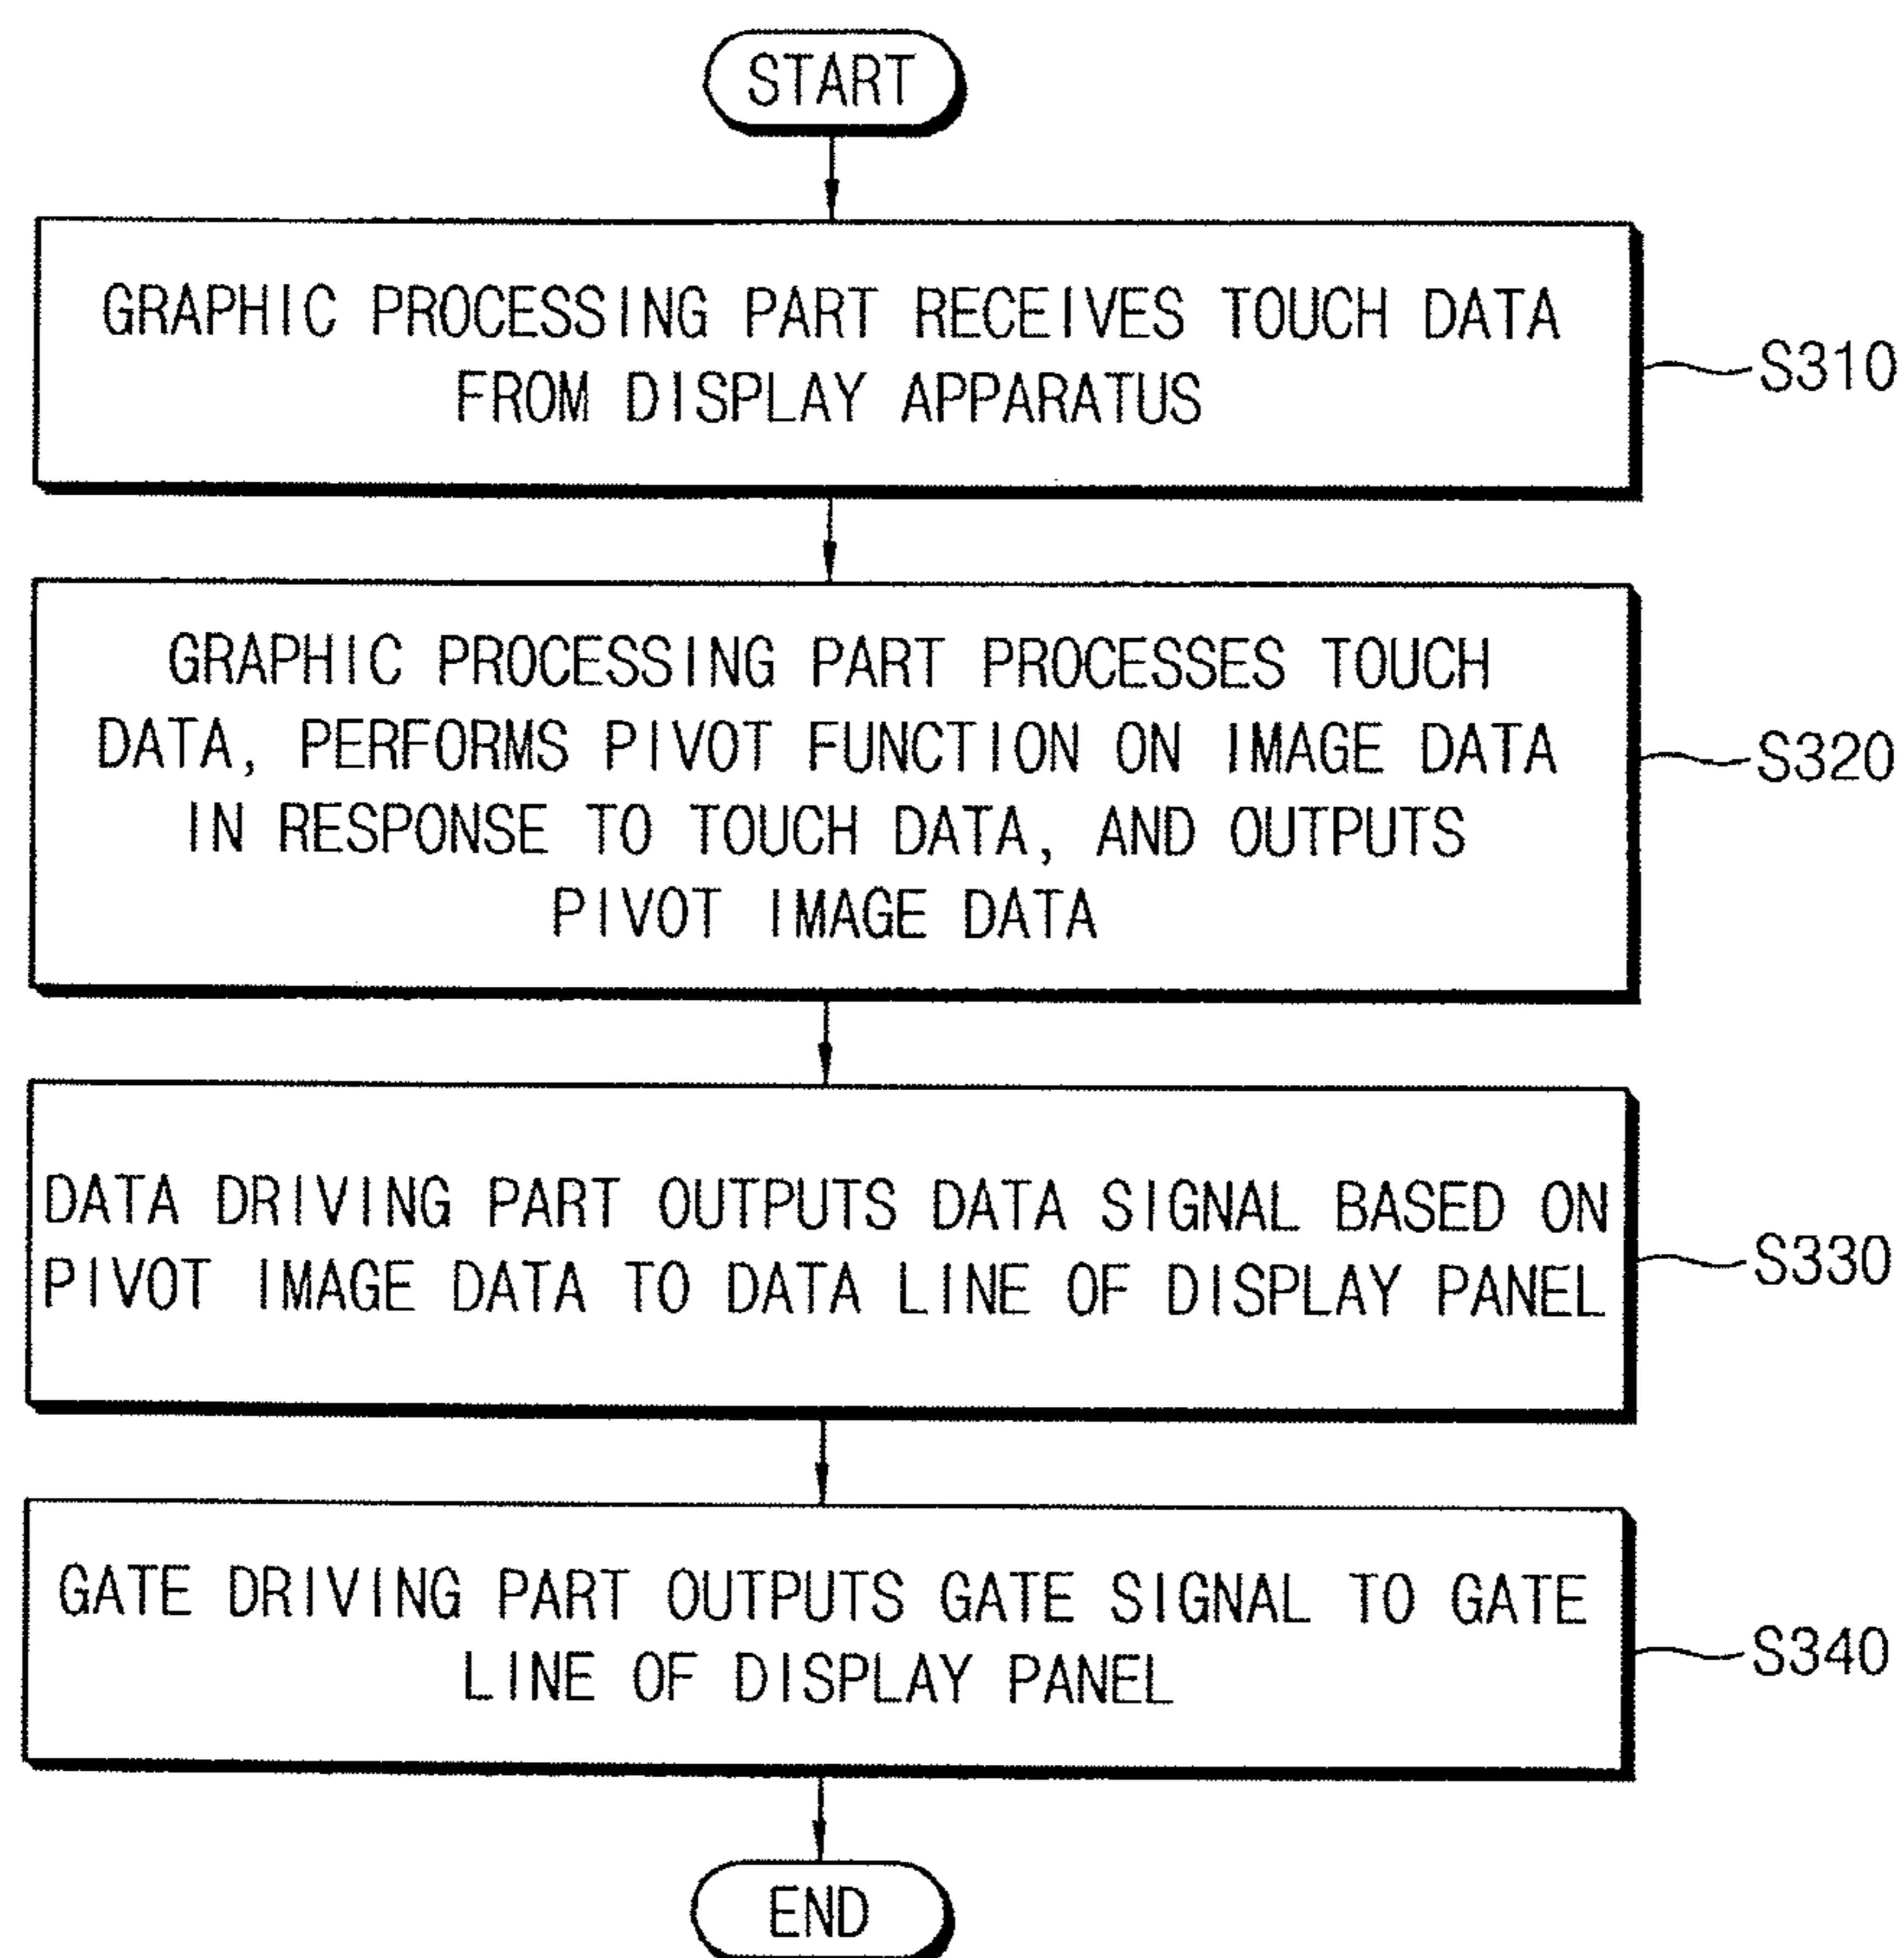 START
GRAPHIC PROCESSING PART RECEIVES TOUCH DATA
FROM DISPLAY APPARATUS
S310
GRAPHIC PROCESSING PART PROCESSES TOUCH
DATA, PERFORMS PIVOT FUNCTION ON IMAGE DATA
IN RESPONSE TO TOUCH DATA, AND OUTPUTS
PIVOT IMAGE DATA
S320
DATA DRIVING PART OUTPUTS DATA SIGNAL BASED ON
PIVOT IMAGE DATA TO DATA LINE OF DISPLAY PANEL
S330
GATE DRIVING PART OUTPUTS GATE SIGNAL TO GATE
LINE OF DISPLAY PANEL
S340
END